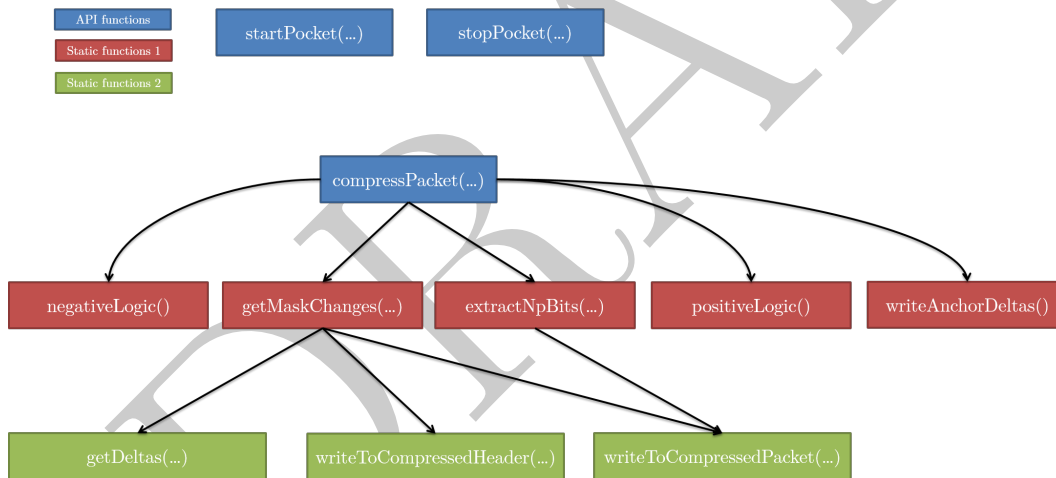 API functions
Static functions 1
Static functions 2
startPocket(...)
stopPocket(...)
compressPacket(...)
negativeLogic()
getMaskChanges(...)
extractNpBits(...)
positiveLogic()
writeAnchorDeltas()
getDeltas(...)
writeToCompressedHeader(...)
writeToCompressedPacket(...)